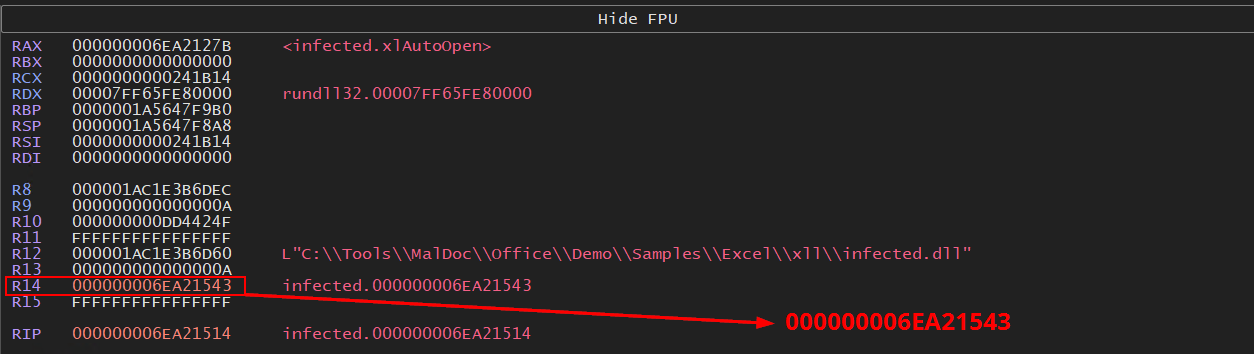 Hide FPU
RAX 000000006EA2127B <infected.xlAutoOpen>
RBX 0000000000000000
RCX 0000000000241B14
RDX 00007FF65FE80000 rundll32.00007FF65FE80000
RBP 0000001A5647F9B0
RSP 0000001A5647F8A8
RSI 0000000000241B14
RDI 0000000000000000
R8 000001AC1E3B6DEC
R9 000000000000000A
R10 000000000DD4424F
R11 FFFFFFFFFFFFFFFF
R12 000001AC1E3B6D60 L"C:\\Tools\\MalDoc\\Office\\Demo\\Samples\\Excel\\xll\\infected.dll"
R13 000000000000000A
R14 000000006EA21543 infected.000000006EA21543
R15 FFFFFFFFFFFFFFFF
000000006EA21543
RIP 000000006EA21514 infected.000000006EA21514